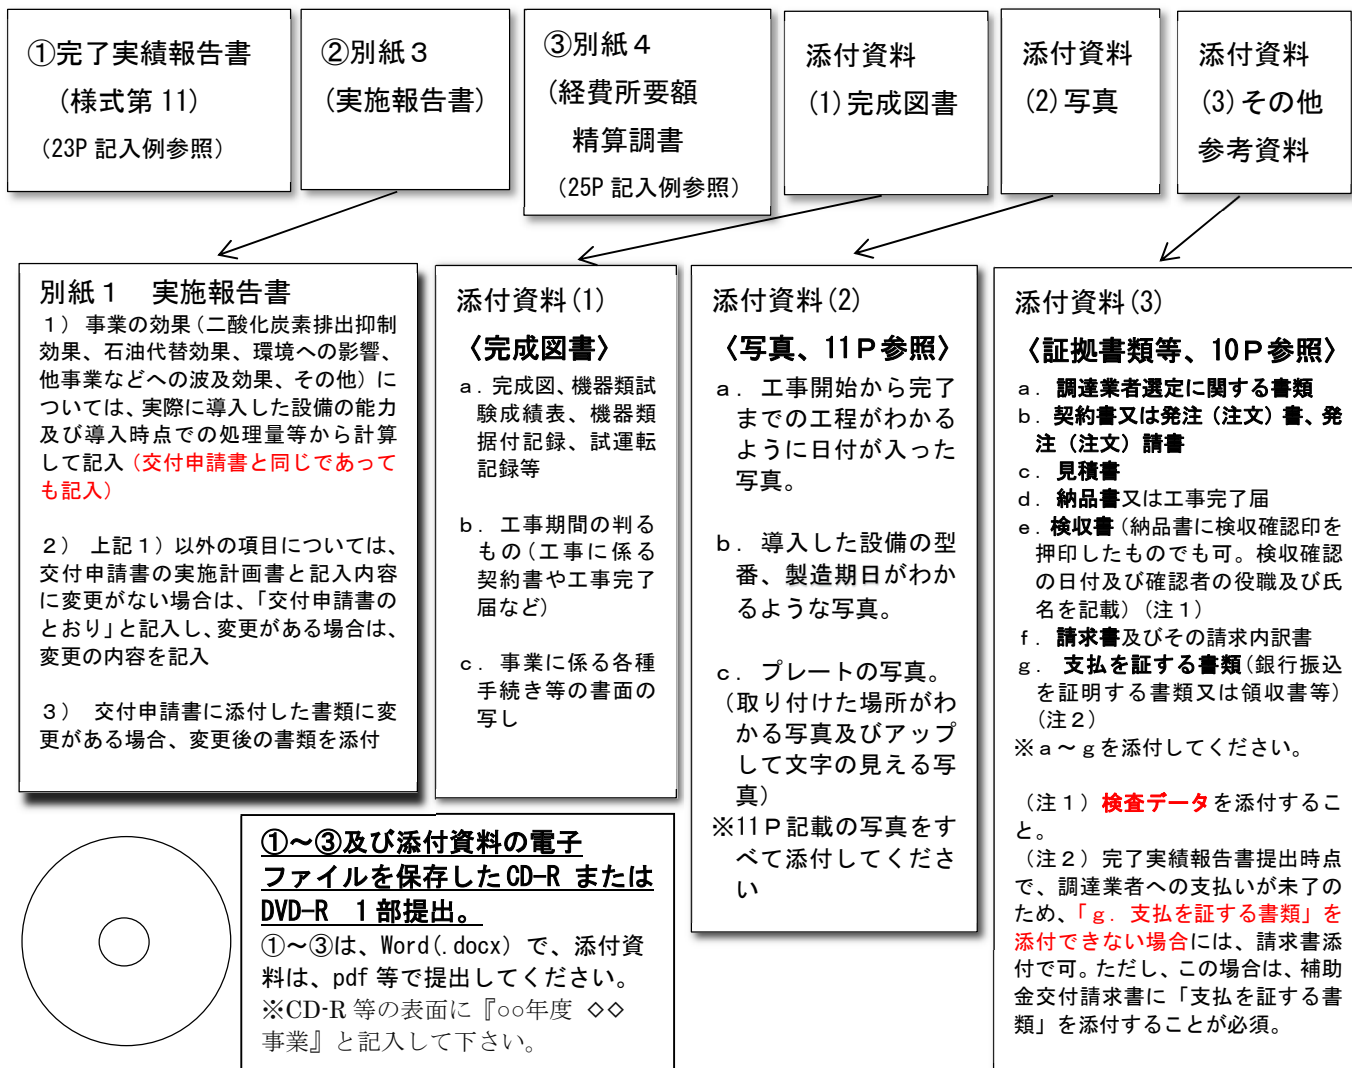 ①完了実績報告書
(様式第 11)
(23P 記入例参照)
②別紙３
(実施報告書)
③別紙４
(経費所要額
精算調書
(25P 記入例参照)
添付資料
(1)完成図書
添付資料
(2)写真
添付資料
(3)その他
参考資料
別紙１　実施報告書
１） 事業の効果(二酸化炭素排出抑制
効果、石油代替効果、環境への影響、
他事業などへの波及効果、その他）に
ついては、実際に導入した設備の能力
及び導入時点での処理量等から計算
して記入（交付申請書と同じであって
も記入）
２） 上記１）以外の項目については、
交付申請書の実施計画書と記入内容
に変更がない場合は、「交付申請書の
とおり」と記入し、変更がある場合は、
変更の内容を記入
３） 交付申請書に添付した書類に変
更がある場合、変更後の書類を添付
添付資料(1)
〈完成図書〉
ａ．完成図、機器類試
験成績表、機器類
据付記録、試運転
記録等
ｂ．工事期間の判る
もの(工事に係る
契約書や工事完了
届など)
ｃ．事業に係る各種
手続き等の書面の
写し
添付資料(2)
〈写真、11Ｐ参照〉
ａ．工事開始から完了
までの工程がわかる
ように日付が入った
写真。
ｂ．導入した設備の型
番、製造期日がわか
るような写真。
ｃ．プレートの写真。
（取り付けた場所がわ
かる写真及びアップ
して文字の見える写
真）
※11Ｐ記載の写真をす
べて添付してくださ
い
添付資料(3)
〈証拠書類等、10Ｐ参照〉
ａ．調達業者選定に関する書類
ｂ．契約書又は発注（注文）書、発
注（注文）請書
ｃ．見積書
ｄ．納品書又は工事完了届
ｅ．検収書（納品書に検収確認印を
押印したものでも可。検収確認
の日付及び確認者の役職及び氏
名を記載）（注１）
ｆ．請求書及びその請求内訳書
ｇ． 支払を証する書類(銀行振込
を証明する書類又は領収書等)
（注２）
※ａ～ｇを添付してください。
（注１）検査データを添付するこ
と。
（注２）完了実績報告書提出時点
で、調達業者への支払いが未了の
ため、「ｇ．支払を証する書類」を
添付できない場合には、請求書添
付で可。ただし、この場合は、補助
金交付請求書に「支払を証する書
類」を添付することが必須。
①～③及び添付資料の電子
ファイルを保存したCD-R または
DVD-R　１部提出。
①～③は、Word(.docx) で、添付資
料は、pdf 等で提出してください。
※CD-R 等の表面に『○○年度 ◇◇
事業』と記入して下さい。